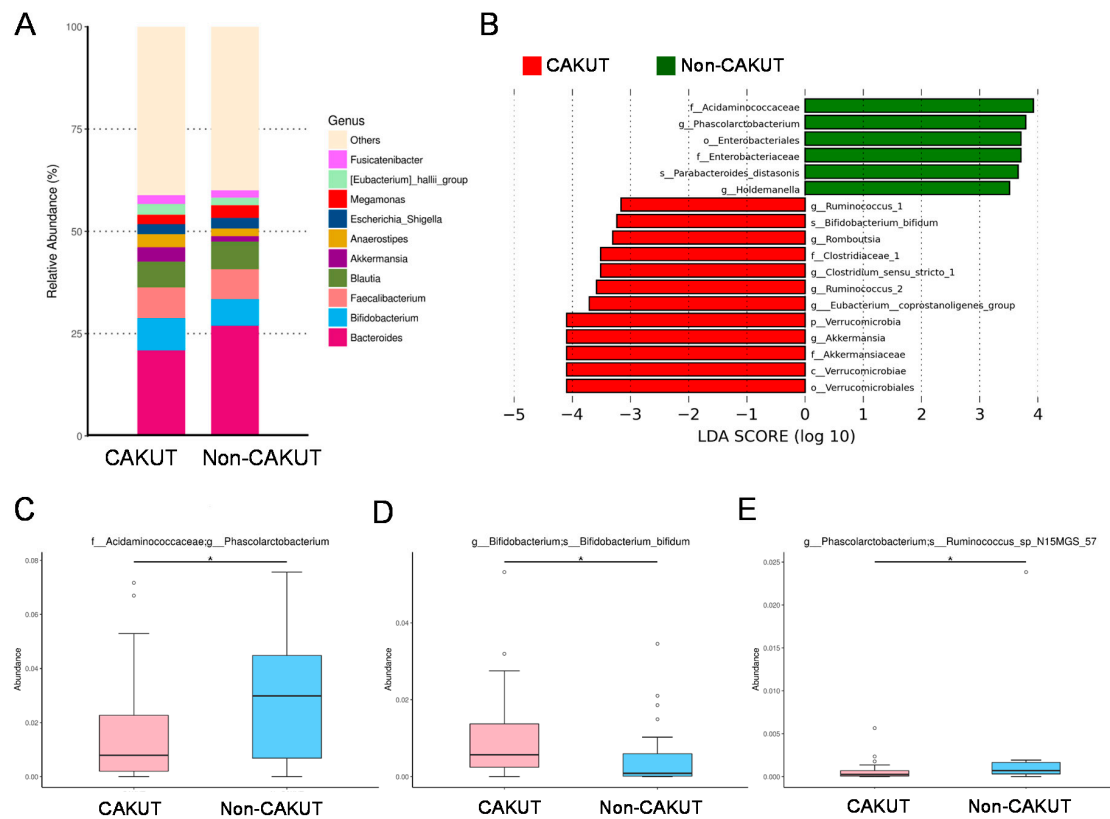 A
100
75
50
25
0
Relative Abundance (%)
CAKUT
Non-CAKUT
Genus
Others
Fusicatenibacter
[Eubacterium]_hallii_group
Megamonas
Escherichia_Shigella
Anaerostipes
Akkermansia
Blautia
Faecalibacterium
Bifidobacterium
Bacteroides
B
CAKUT
Non-CAKUT
f__Acidaminococcaceae
g__Phascolarctobacterium
o__Enterobacteriales
f__Enterobacteriaceae
s__Parabacteroides_distasonis
g__Holdemanella
g__Ruminococcus_1
s__Bifidobacterium_bifidum
g__Romboutsia
f__Clostridiaceae_1
g__Clostridium_sensu_stricto_1
g__Ruminococcus_2
g___Eubacterium__coprostanoligenes_group
p__Verrucomicrobia
g__Akkermansia
f__Akkermansiaceae
c__Verrucomicrobiae
o__Verrucomicrobiales
−5 −4 −3 −2 −1 0 1 2 3 4
LDA SCORE (log 10)
C
f__Acidaminococcaceae;g__Phascolarctobacterium
*
0.08
0.06
0.04
0.02
0.00
Abundance
CAKUT
Non-CAKUT
D
g__Bifidobacterium;s__Bifidobacterium_bifidum
*
0.04
0.02
0.00
Abundance
CAKUT
Non-CAKUT
E
g__Phascolarctobacterium;s__Ruminococcus_sp_N15MGS_57
*
0.025
0.020
0.015
0.010
0.005
0.000
Abundance
CAKUT
Non-CAKUT